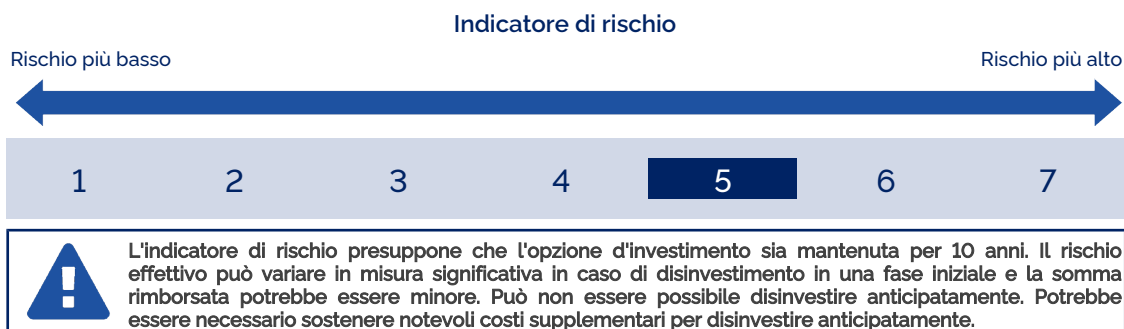 Indicatore di rischio
Rischio più basso
Rischio più alto
1 2 3 4 5 6 7
L'indicatore di rischio presuppone che l'opzione d'investimento sia mantenuta per 10 anni. Il rischio
effettivo può variare in misura significativa in caso di disinvestimento in una fase iniziale e la somma
rimborsata potrebbe essere minore. Può non essere possibile disinvestire anticipatamente. Potrebbe
essere necessario sostenere notevoli costi supplementari per disinvestire anticipatamente.